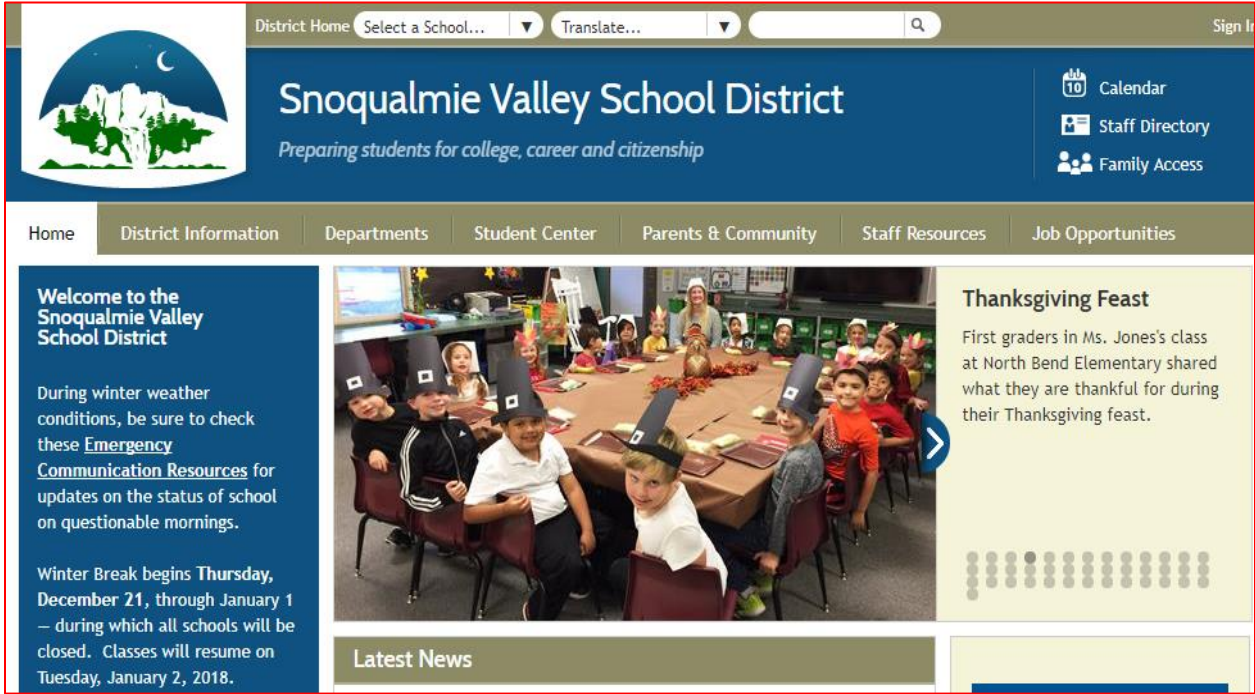 District Home
Select a School...
Translate...
Sign In
Snoqualmie Valley School District
Preparing students for college, career and citizenship
10
Calendar
Staff Directory
Family Access
Home
District Information
Departments
Student Center
Parents & Community
Staff Resources
Job Opportunities
Welcome to the
Snoqualmie Valley
School District
During winter weather
conditions, be sure to check
these Emergency
Communication Resources for
updates on the status of school
on questionable mornings.
Winter Break begins Thursday,
December 21, through January 1
— during which all schools will be
closed. Classes will resume on
Tuesday, January 2, 2018.
Thanksgiving Feast
First graders in Ms. Jones's class
at North Bend Elementary shared
what they are thankful for during
their Thanksgiving feast.
Latest News